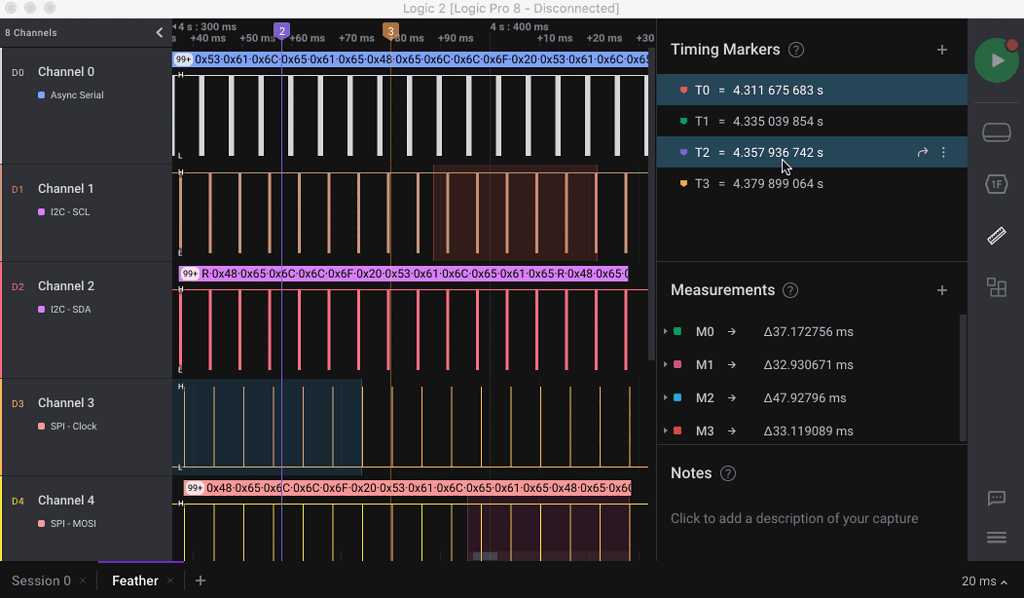 Logic 2 [Logic Pro 8 - Disconnected]
8 Channels
4 s : 300 ms
4 s : 400 ms
+40 ms
+50 ms
+60 ms
+70 ms
+80 ms
+90 ms
+10 ms
+20 ms
+30
2
3
D0 Channel 0
Async Serial
99+ 0x53·0x61·0x6C·0x65·0x61·0x65·0x48·0x65·0x6C·0x6C·0x6F·0x20·0x53·0x61·0x6C·0x65
H
L
D1 Channel 1
I2C - SCL
H
L
D2 Channel 2
I2C - SDA
99+ R·0x48·0x65·0x6C·0x6C·0x6F·0x20·0x53·0x61·0x6C·0x65·0x61·0x65·R·0x48·0x65·0
H
L
D3 Channel 3
SPI - Clock
H
L
D4 Channel 4
SPI - MOSI
99+ 0x48·0x65·0x6C·0x6C·0x6F·0x20·0x53·0x61·0x6C·0x65·0x61·0x65·0x48·0x65·0x6
H
Timing Markers ?
T0 = 4.311 675 683 s
T1 = 4.335 039 854 s
T2 = 4.357 936 742 s
T3 = 4.379 899 064 s
Measurements ?
M0 Δ37.172756 ms
M1 Δ32.930671 ms
M2 Δ47.92796 ms
M3 Δ33.119089 ms
Notes ?
Click to add a description of your capture
1F
Session 0
Feather
20 ms